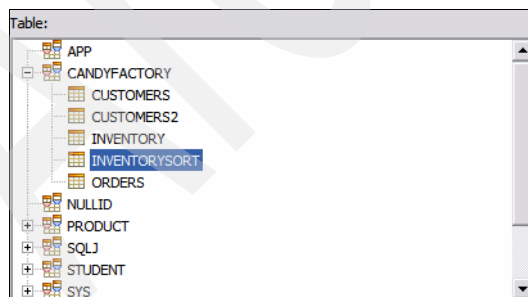 Table:
APP
CANDYFACTORY
CUSTOMERS
CUSTOMERS2
INVENTORY
INVENTORYSORT
ORDERS
NULLID
PRODUCT
SQLJ
STUDENT
SYS